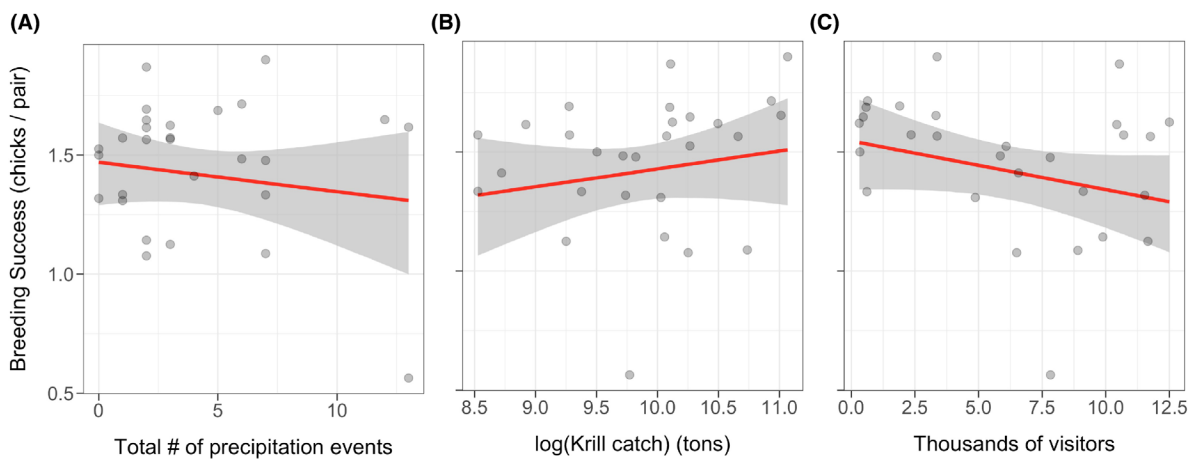 (A) (B) (C)
Breeding Success (chicks / pair)
1.5
1.0
0.5
0 5 10 8.5 9.0 9.5 10.0 10.5 11.0 0.0 2.5 5.0 7.5 10.0 12.5
Total # of precipitation events log(Krill catch) (tons) Thousands of visitors